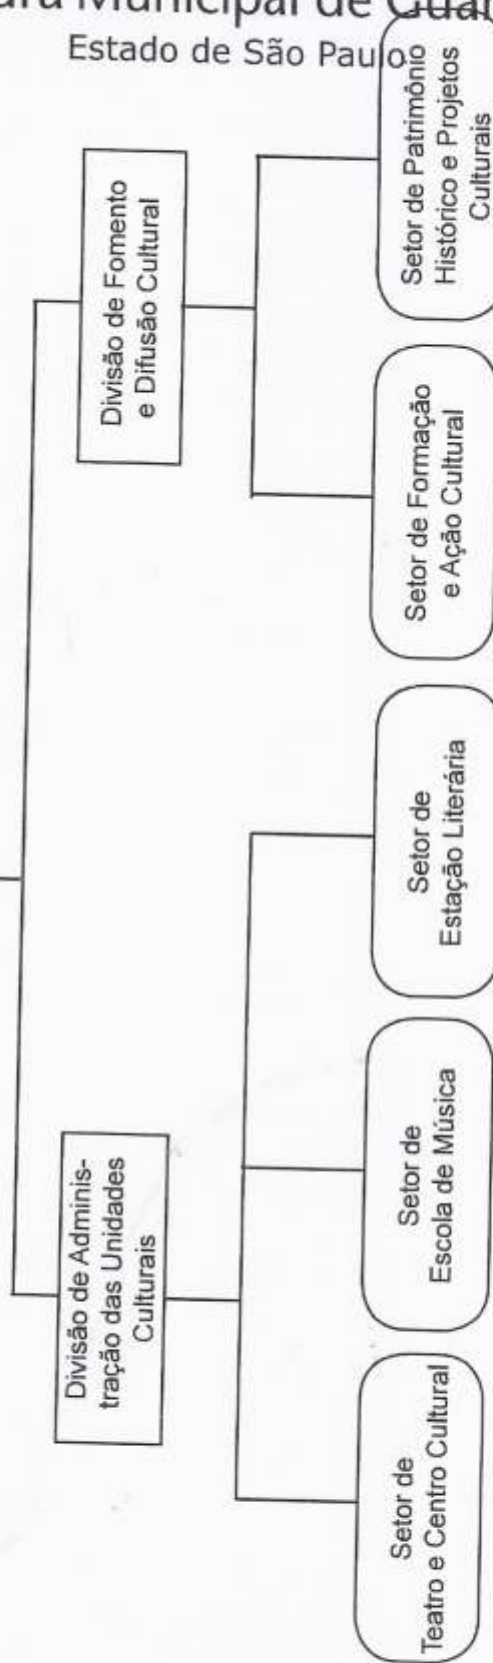 Municipal de
Estado de São Paulo
Divisão de Adminis-
tração das Unidades
Culturais
Divisão de Fomento
e Difusão Cultural
Setor de
Teatro e Centro Cultural
Setor de
Escola de Música
Setor de
Estação Literária
Setor de Formação
e Ação Cultural
Setor de Patrimônio
Histórico e Projetos
Culturais